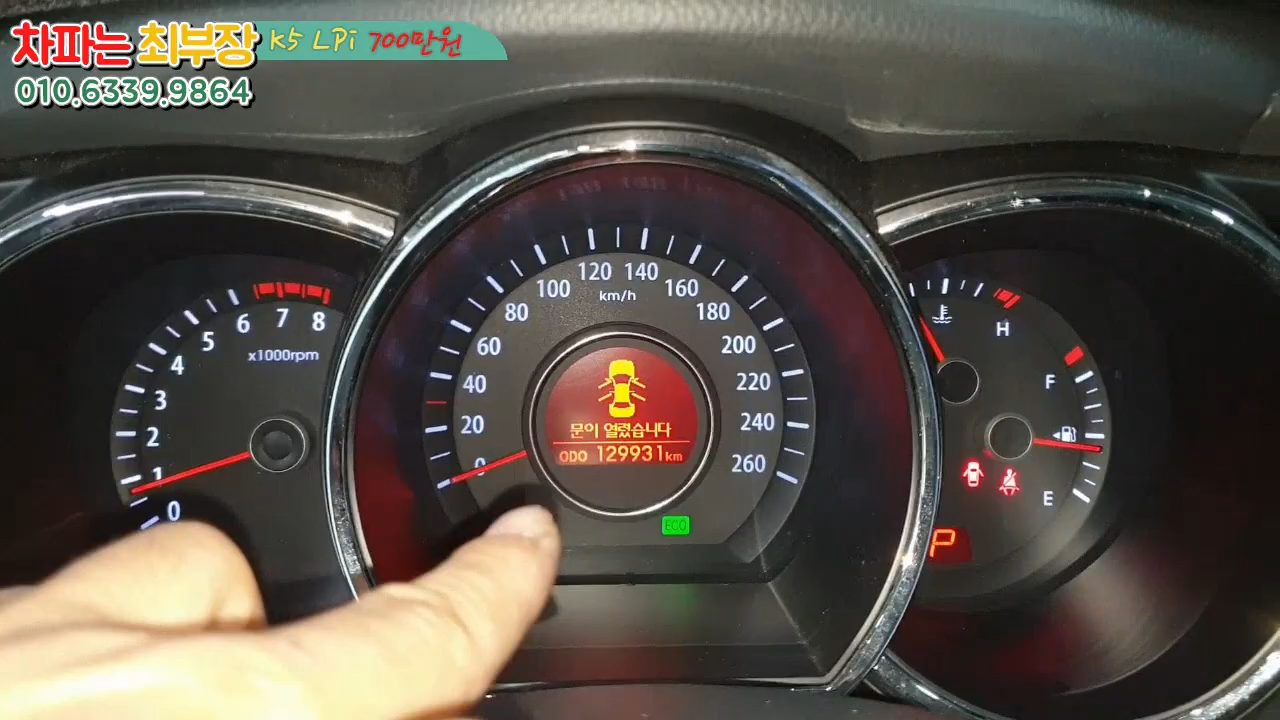 차파는 최부장 K5 LPi 700만원
010.6339.9864
0 1 2 3 4 5 6 7 8
x1000rpm
0 20 40 60 80 100 120 140 160 180 200 220 240 260
km/h
문이 열렸습니다
ODO 129931km
ECO
H
F
E
P